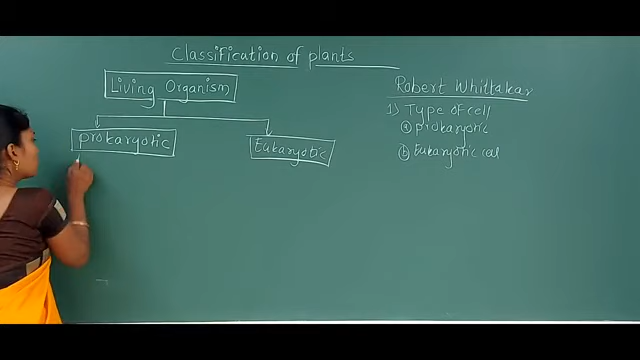 Classification of plants
Living Organism
prokaryotic
Eukaryotic
Robert Whittakar
1) Type of cell
ⓐ prokaryotic
ⓑ Eukaryotic cell